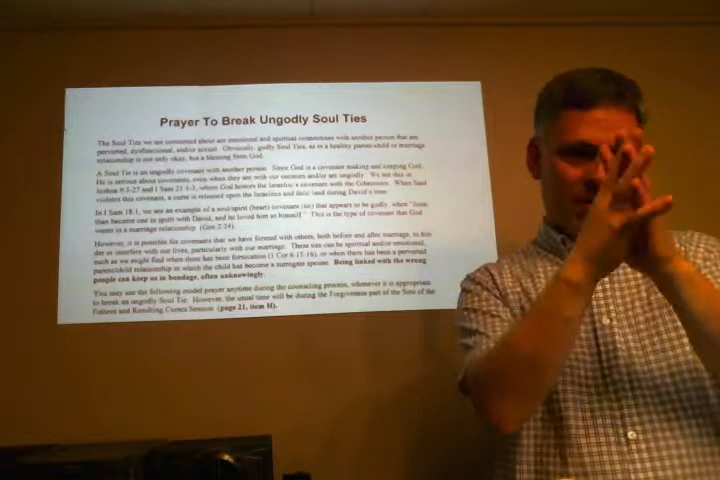 Prayer To Break Ungodly Soul Ties
The Soul Ties we are concerned about are emotional and spiritual connections with another person that are
perverted, dysfunctional, and/or sexual. Obviously, godly Soul Ties, as in a healthy parent-child or marriage
relationship is not only okay, but a blessing from God.
A Soul Tie is an ungodly covenant with another person. Since God is a covenant making and keeping God,
He is serious about covenants, even when they are with our enemies and/or are ungodly. We see this in
Joshua 9:3-27 and I Sam 21:1-3, where God honors the Israelite's covenant with the Gibeonites. When Saul
violates this covenant, a curse is released upon the Israelites and their land during David's time.
In I Sam 18:1, we see an example of a soul/spirit (heart) covenant (tie) that appears to be godly, when "Jona-
than became one in spirit with David, and he loved him as himself." This is the type of covenant that God
wants in a marriage relationship (Gen 2:24).
However, it is possible for covenants that we have formed with others, both before and after marriage, to hin-
der or interfere with our lives, particularly with our marriage. These ties can be spiritual and/or emotional,
such as we might find when there has been fornication (1 Cor 6:15-16), or when there has been a perverted
parent/child relationship in which the child has become a surrogate spouse. Being linked with the wrong
people can keep us in bondage, often unknowingly.
You may use the following model prayer anytime during the counseling process, whenever it is appropriate
to break an ungodly Soul Tie. However, the usual time will be during the Forgiveness part of the Sins of the
Fathers and Resulting Curses Session (page 21, item H).